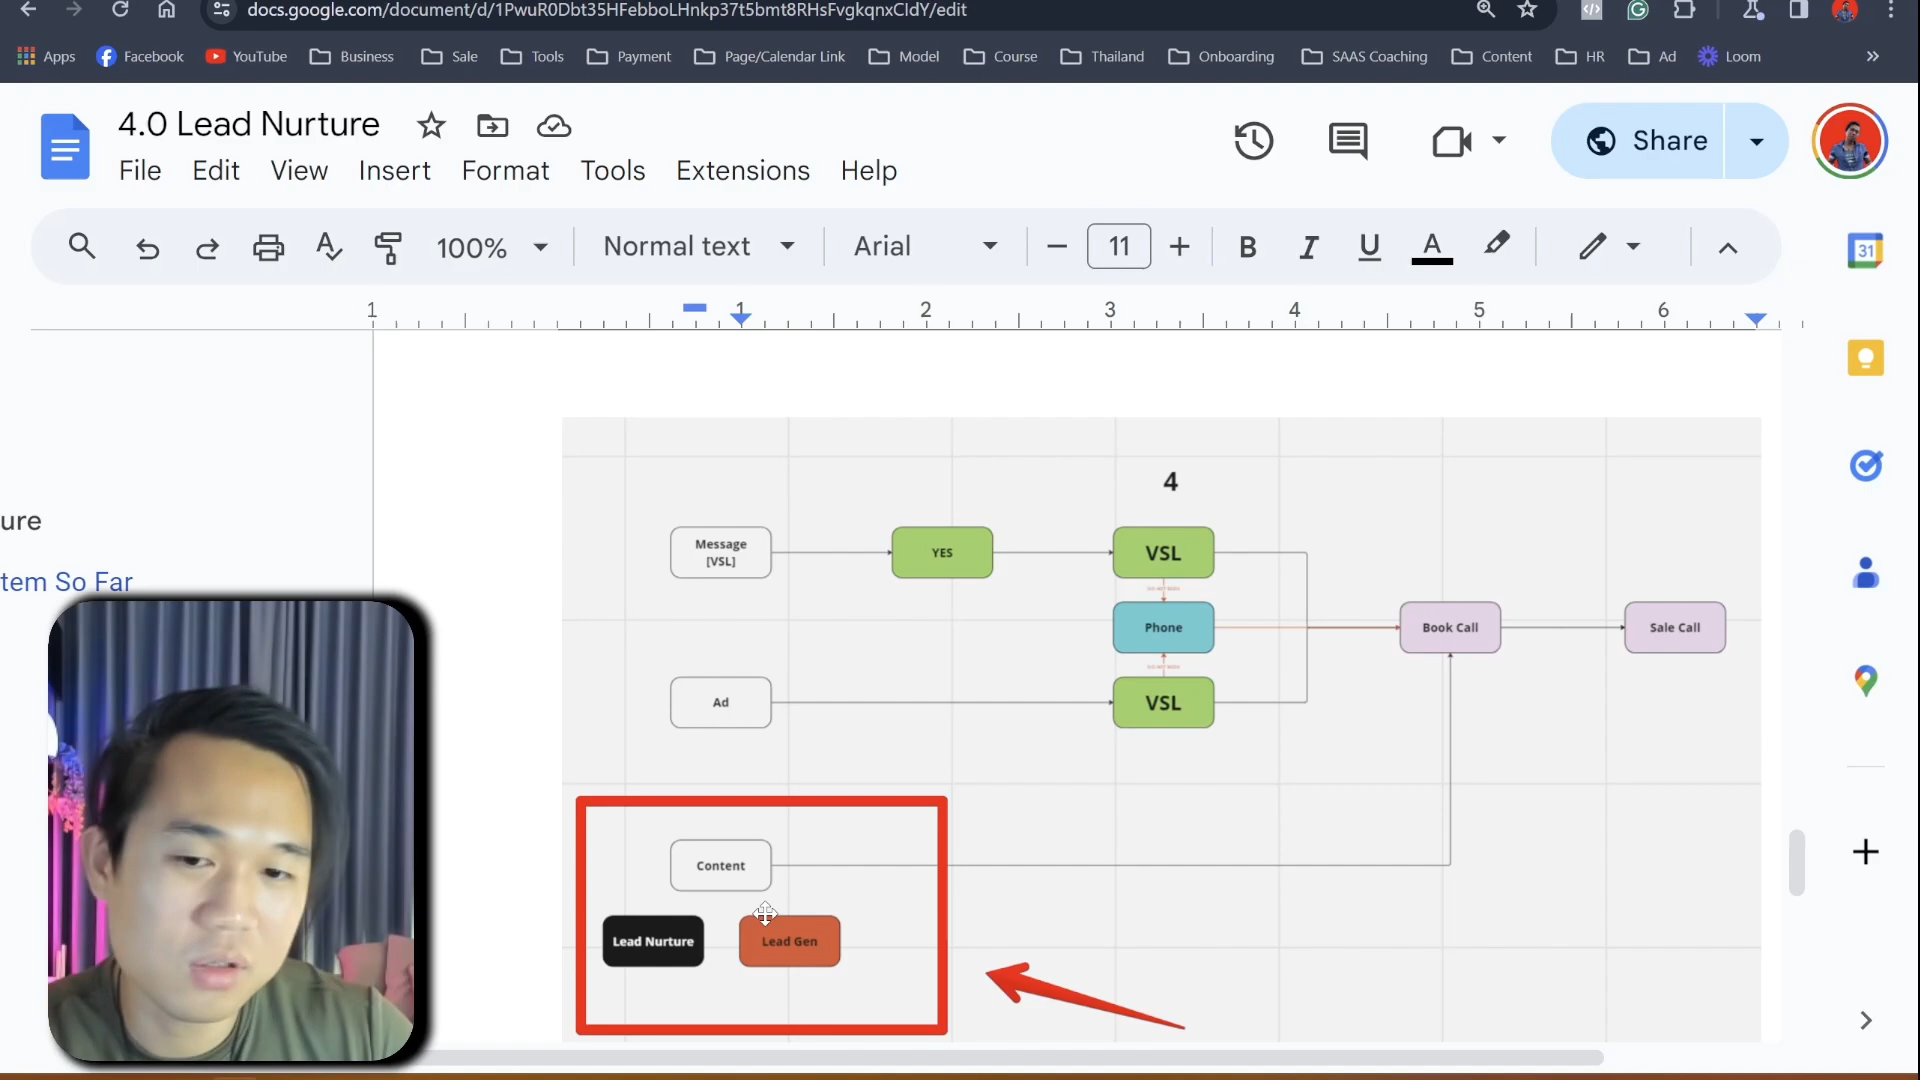 docs.google.com/document/d/1PwuR0Dbt35HFebboLHnkp37t5bmt8RHsFvgkqnxCIdY/edit
Apps Facebook YouTube Business Sale Tools Payment Page/Calendar Link Model Course Thailand Onboarding SAAS Coaching Content HR Ad Loom
4.0 Lead Nurture
Share
File Edit View Insert Format Tools Extensions Help
100% Normal text Arial 11 B I U A
31
1 1 2 3 4 5 6
ure
tem So Far
4
Message
[VSL]
YES
VSL
Phone
Book Call
Sale Call
Ad
VSL
Content
Lead Nurture
Lead Gen